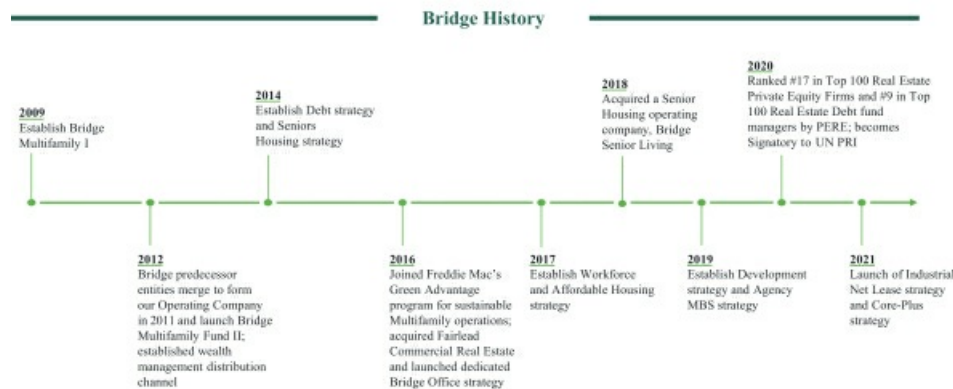 Bridge History
2009
Establish Bridge
Multifamily I
2014
Establish Debt strategy
and Seniors
Housing strategy
2018
Acquired a Senior
Housing operating
company, Bridge
Senior Living
2020
Ranked #17 in Top 100 Real Estate
Private Equity Firms and #9 in Top
100 Real Estate Debt fund
managers by PERE; becomes
Signatory to UN PRI
2012
Bridge predecessor
entities merge to form
our Operating Company
in 2011 and launch Bridge
Multifamily Fund II;
established wealth
management distribution
channel
2016
Joined Freddie Mac's
Green Advantage
program for sustainable
Multifamily operations;
acquired Fairlead
Commercial Real Estate
and launched dedicated
Bridge Office strategy
2017
Establish Workforce
and Affordable Housing
strategy
2019
Establish Development
strategy and Agency
MBS strategy
2021
Launch of Industrial
Net Lease strategy
and Core-Plus
strategy